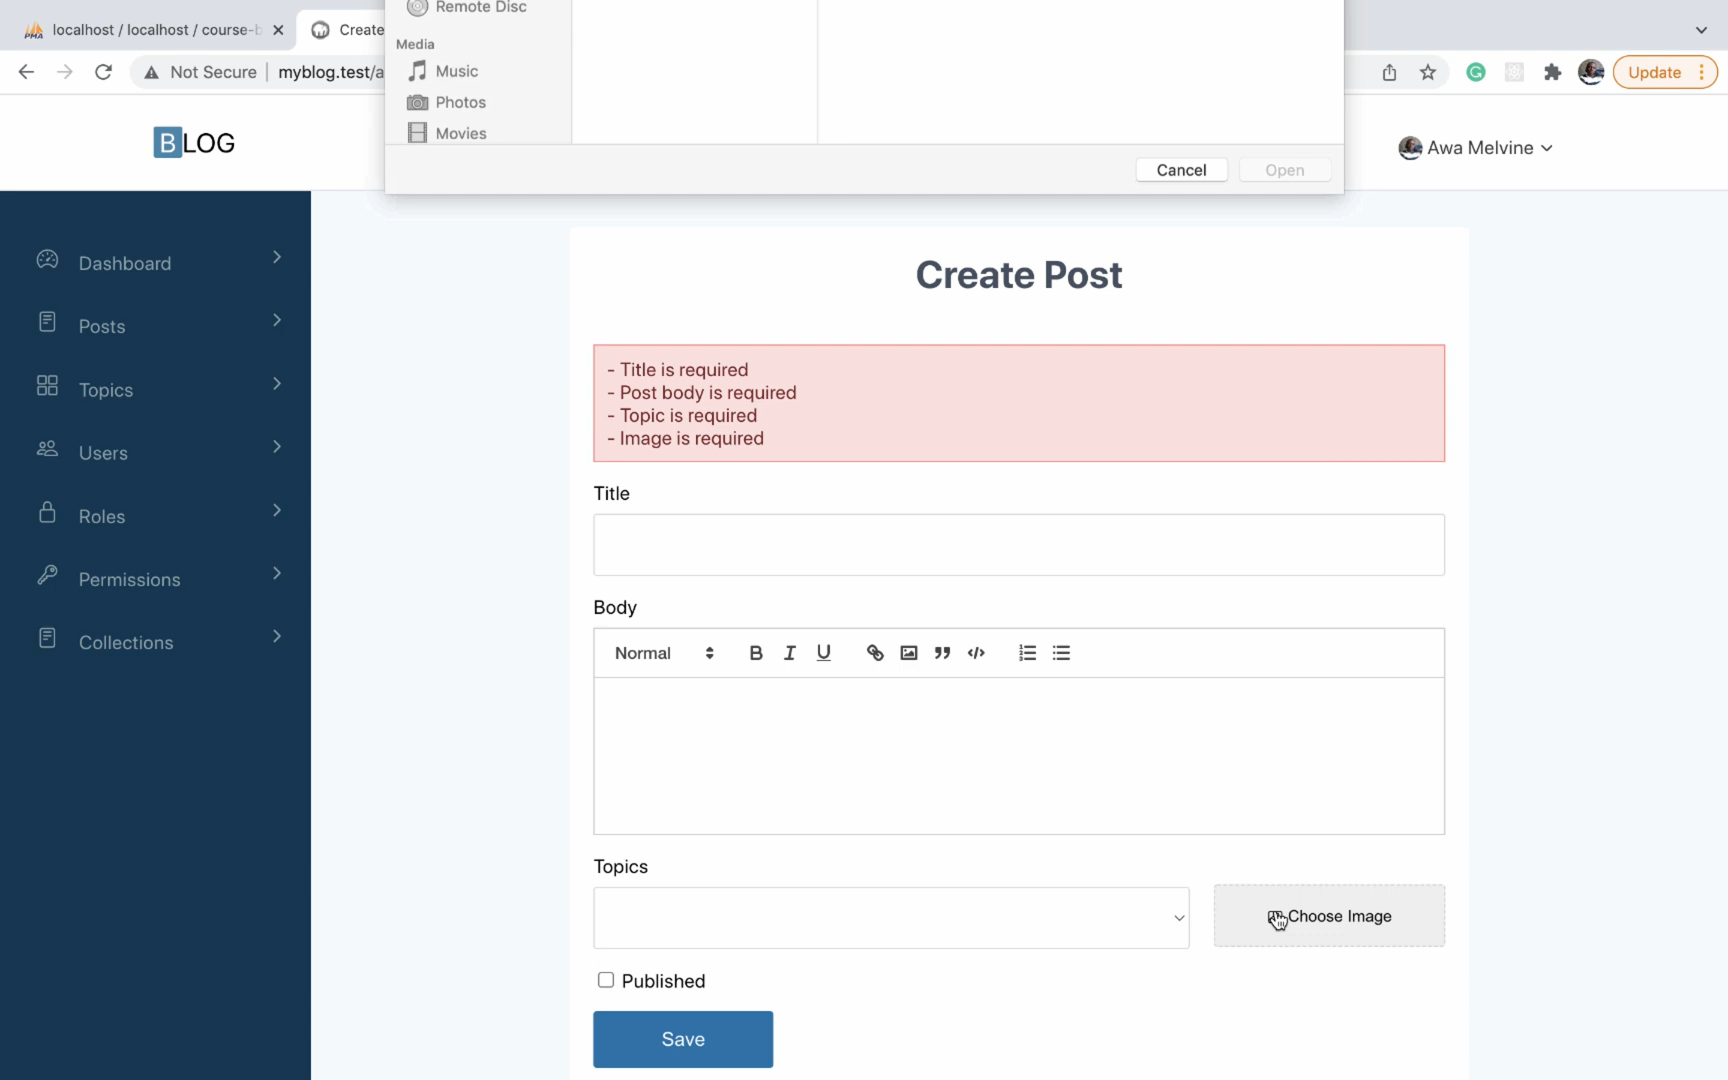 localhost / localhost / course-b
Create
Not Secure
myblog.test/a
Update
Remote Disc
Media
Music
Photos
Movies
Cancel
Open
BLOG
Awa Melvine
Dashboard
Posts
Topics
Users
Roles
Permissions
Collections
Create Post
- Title is required
- Post body is required
- Topic is required
- Image is required
Title
Body
Normal
B I U
Topics
Choose Image
Published
Save